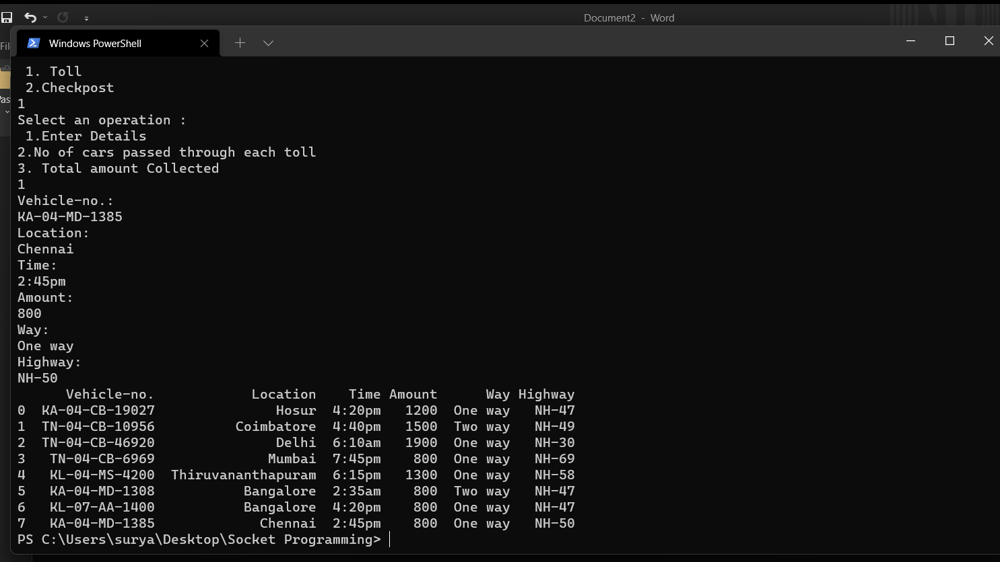 Document2 - Word
Fil
Windows PowerShell
Pas
 1. Toll
 2.Checkpost
1
Select an operation :
 1.Enter Details
2.No of cars passed through each toll
3. Total amount Collected
1
Vehicle-no.:
KA-04-MD-1385
Location:
Chennai
Time:
2:45pm
Amount:
800
Way:
One way
Highway:
NH-50
      Vehicle-no.            Location    Time Amount      Way Highway
0  KA-04-CB-19027               Hosur  4:20pm   1200  One way   NH-47
1  TN-04-CB-10956          Coimbatore  4:40pm   1500  Two way   NH-49
2  TN-04-CB-46920               Delhi  6:10am   1900  One way   NH-30
3   TN-04-CB-6969              Mumbai  7:45pm    800  One way   NH-69
4   KL-04-MS-4200  Thiruvananthapuram  6:15pm   1300  One way   NH-58
5   KA-04-MD-1308           Bangalore  2:35am    800  Two way   NH-47
6   KL-07-AA-1400           Bangalore  4:20pm    800  One way   NH-47
7   KA-04-MD-1385             Chennai  2:45pm    800  One way   NH-50
PS C:\Users\surya\Desktop\Socket Programming>